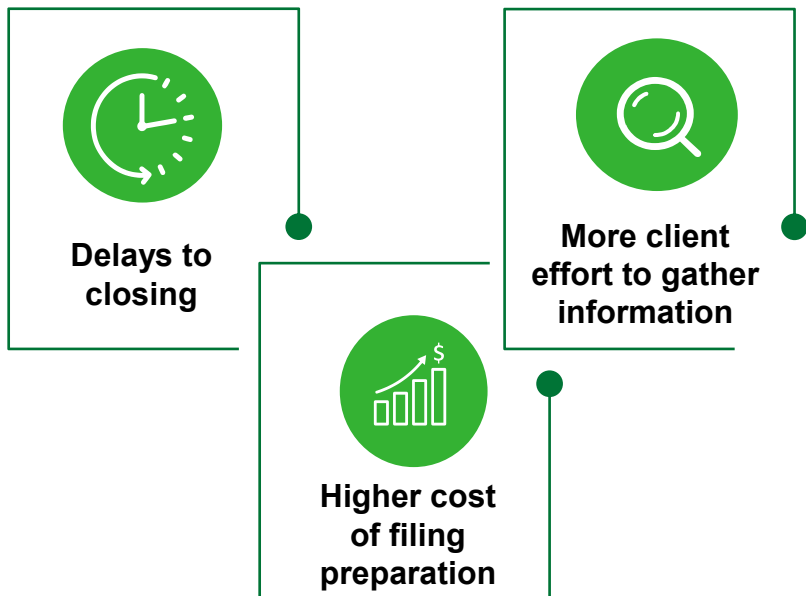 Delays to
closing
More client
effort to gather
information
$
Higher cost
of filing
preparation